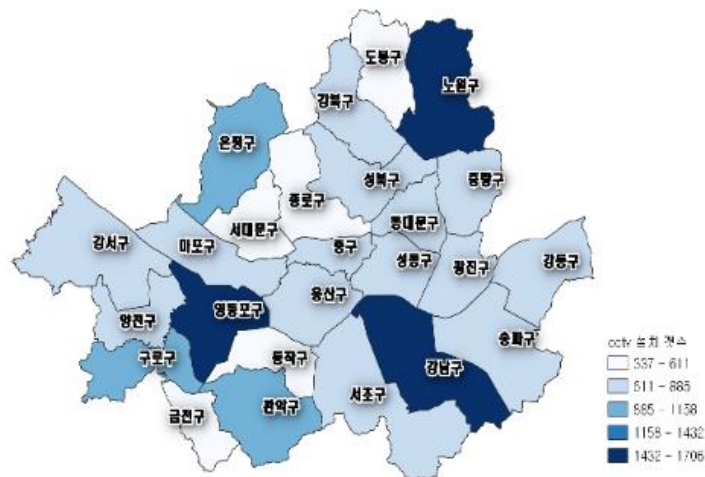 도봉구
노원구
강북구
은평구
성북구
중랑구
종로구
동대문구
서대문구
강서구
마포구
중구
성동구
광진구
강동구
용산구
영등포구
양천구
송파구
구로구
동작구
강남구
서초구
관악구
금천구
cctv 설치 갯수
337 - 611
611 - 885
885 - 1158
1158 - 1432
1432 - 1706